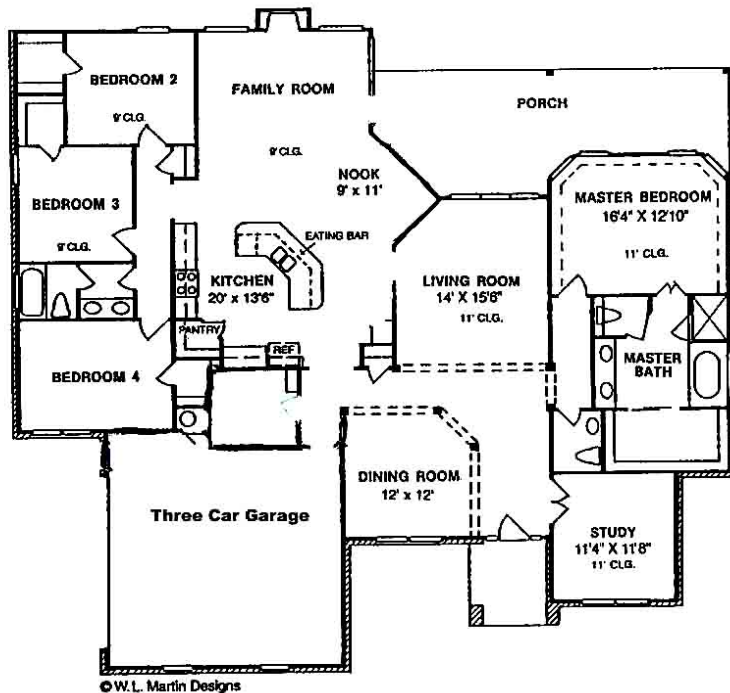 BEDROOM 2
9' CLG.
FAMILY ROOM
9' CLG.
PORCH
NOOK
9' x 11'
BEDROOM 3
9' CLG.
MASTER BEDROOM
16'4" X 12'10"
11' CLG.
EATING BAR
KITCHEN
20' x 13'6"
LIVING ROOM
14' X 15'6"
11' CLG.
PANTRY
REF
MASTER
BATH
BEDROOM 4
DINING ROOM
12' x 12'
Three Car Garage
STUDY
11'4" X 11'8"
11' CLG.
© W.L. Martin Designs